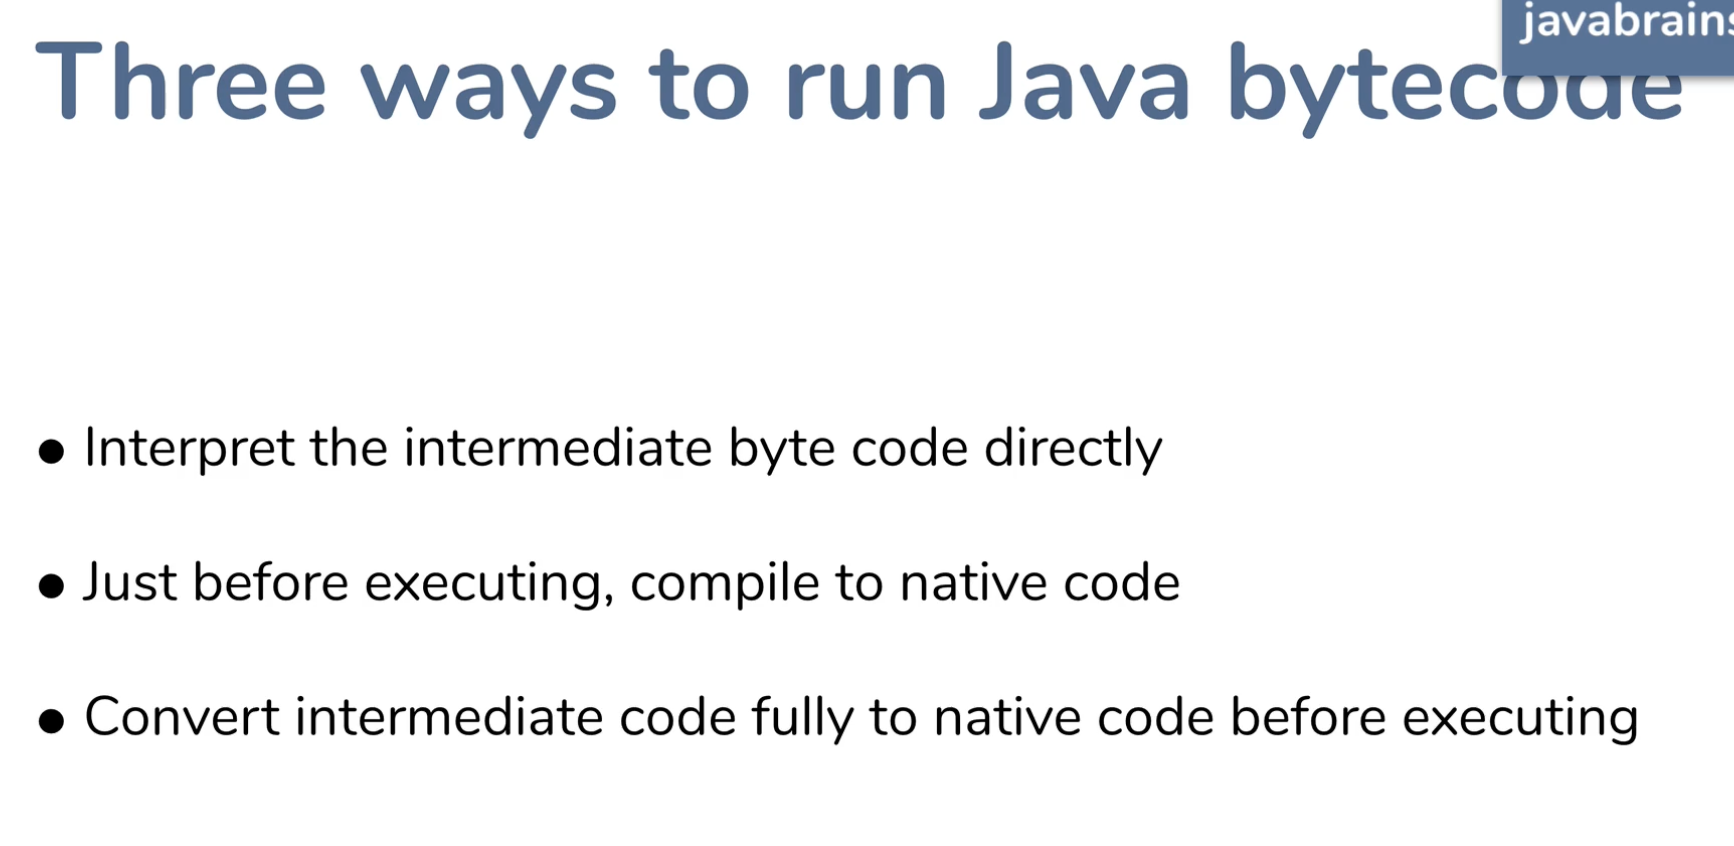 javabrains
Three ways to run Java bytecode
● Interpret the intermediate byte code directly
● Just before executing, compile to native code
● Convert intermediate code fully to native code before executing